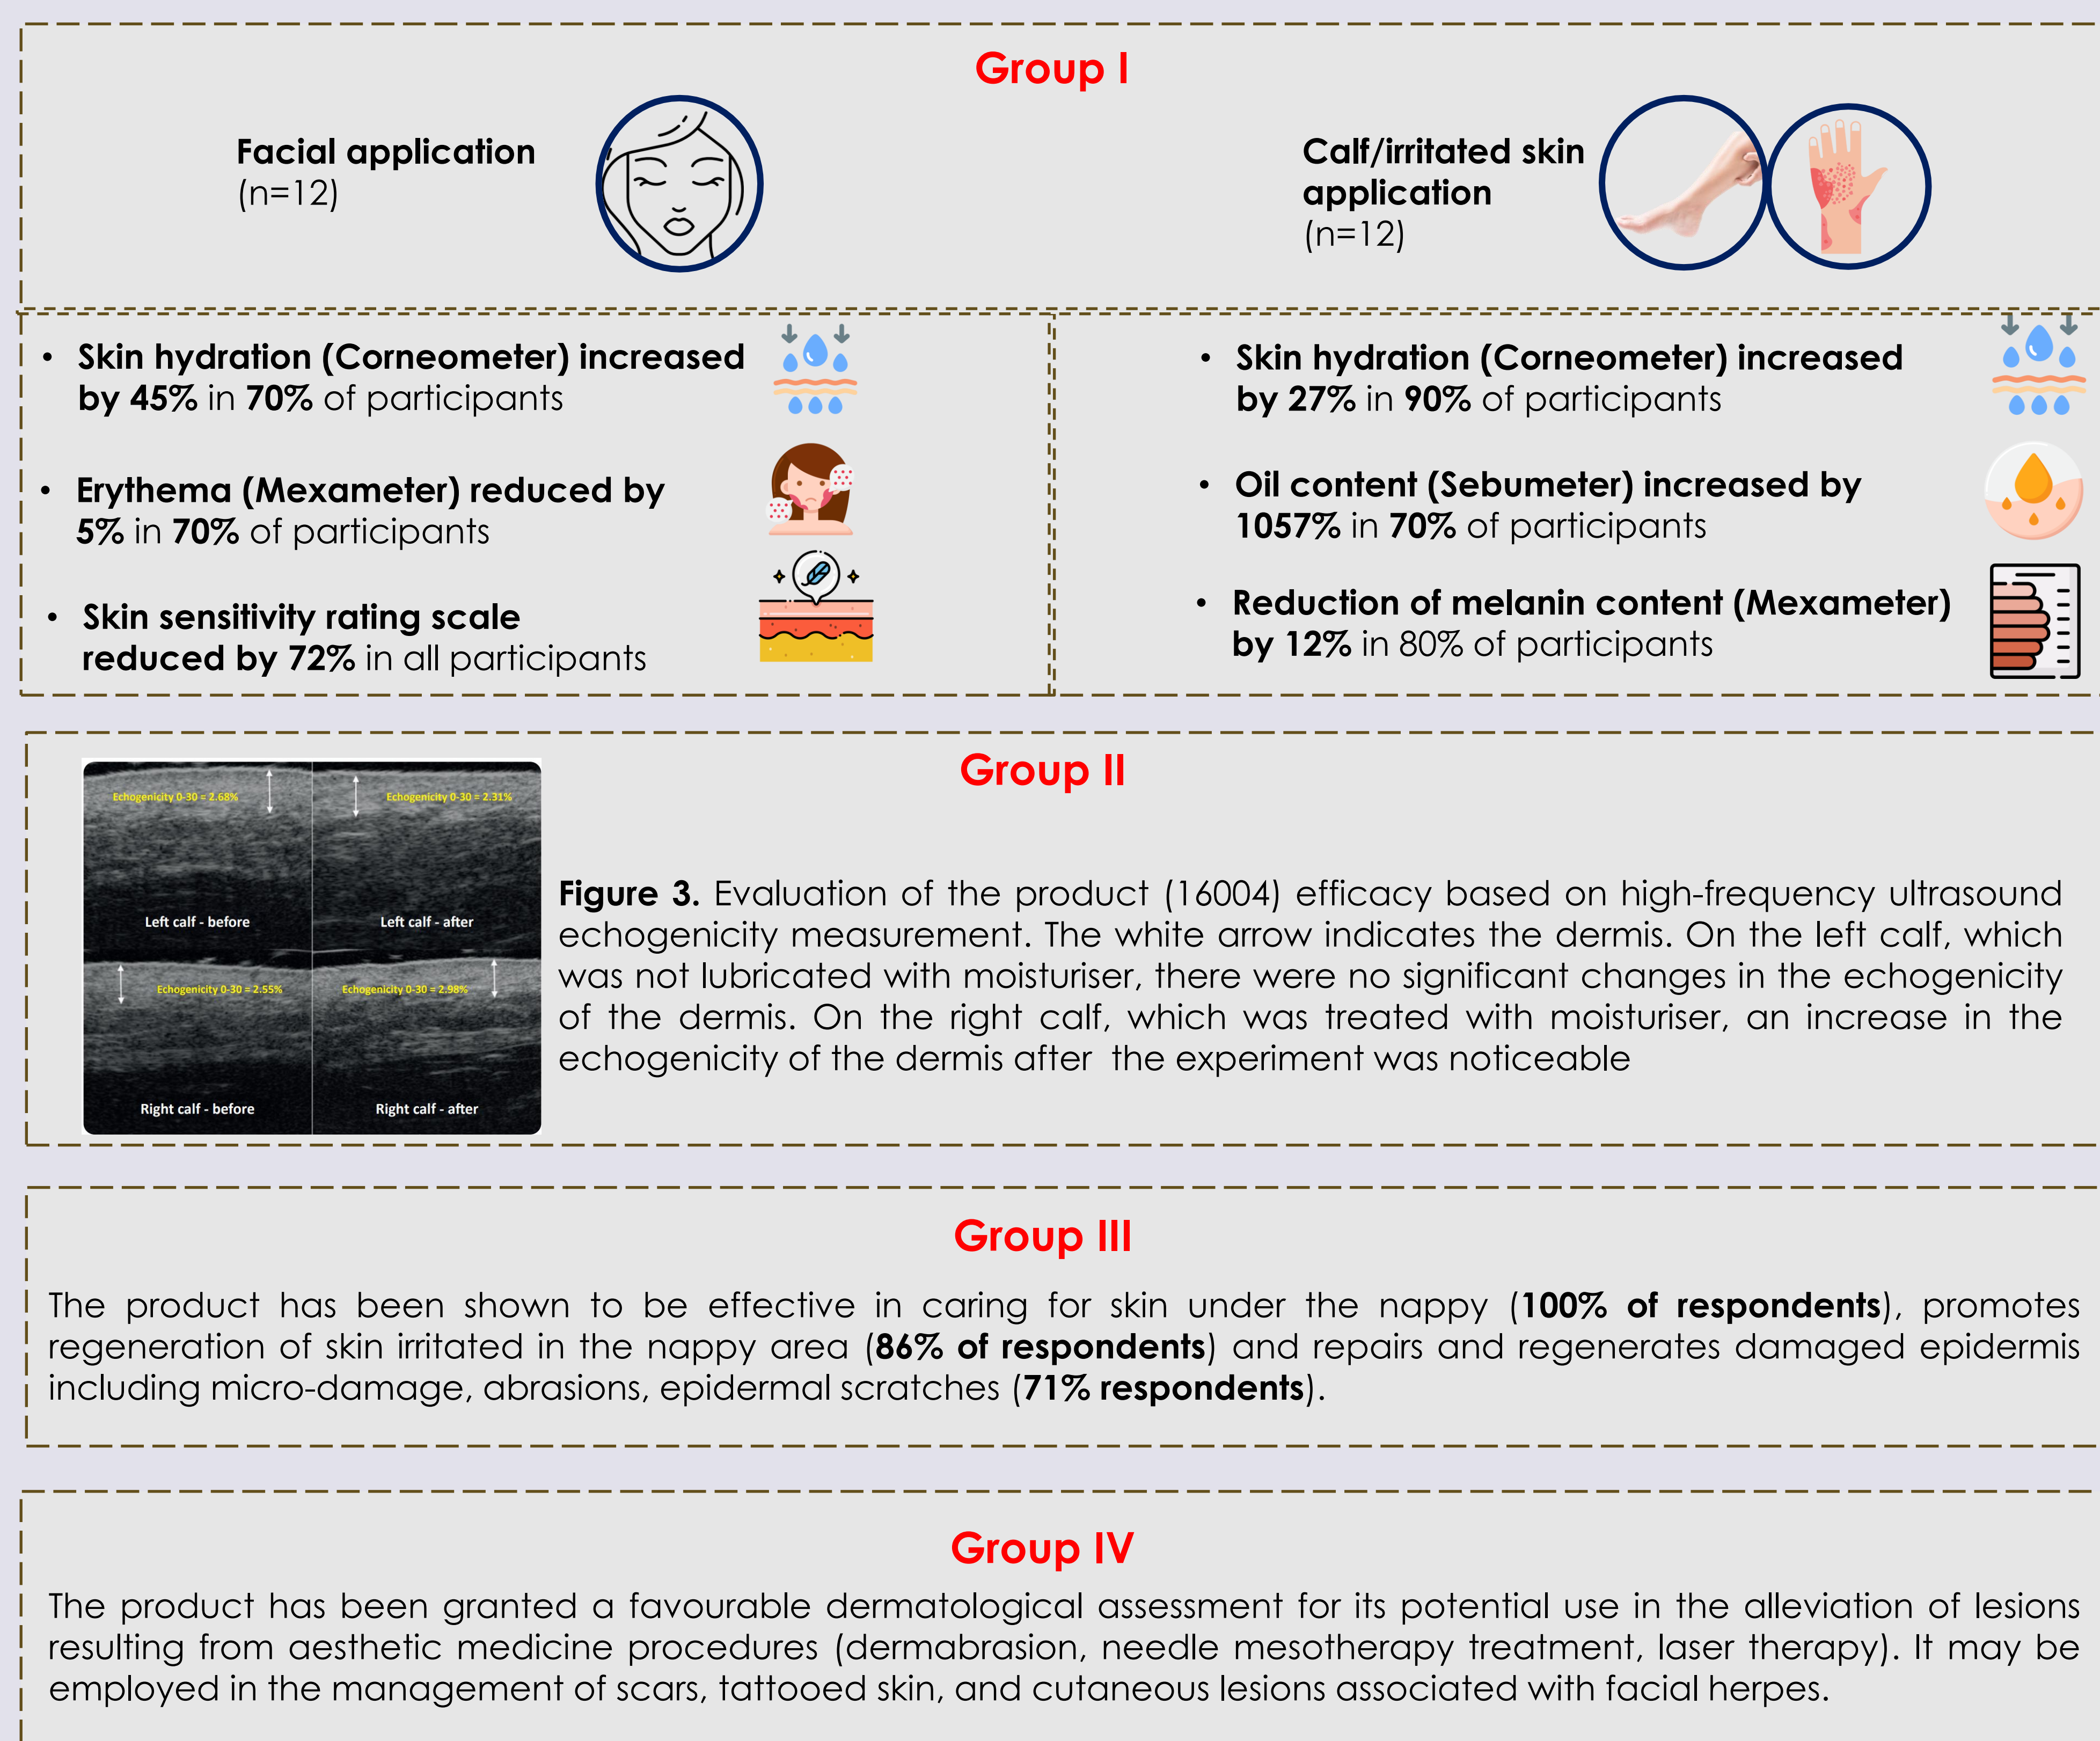 Group I
Facial application
(n=12)
Calf/irritated skin
application
(n=12)
• Skin hydration (Corneometer) increased
by 45% in 70% of participants
• Erythema (Mexameter) reduced by
5% in 70% of participants
• Skin sensitivity rating scale
reduced by 72% in all participants
• Skin hydration (Corneometer) increased
by 27% in 90% of participants
• Oil content (Sebumeter) increased by
1057% in 70% of participants
• Reduction of melanin content (Mexameter)
by 12% in 80% of participants
Group II
Echogenicity 0-30 = 2.68%
Echogenicity 0-30 = 2.31%
Left calf - before
Left calf - after
Echogenicity 0-30 = 2.55%
Echogenicity 0-30 = 2.98%
Right calf - before
Right calf - after
Figure 3. Evaluation of the product (16004) efficacy based on high-frequency ultrasound
echogenicity measurement. The white arrow indicates the dermis. On the left calf, which
was not lubricated with moisturiser, there were no significant changes in the echogenicity
of the dermis. On the right calf, which was treated with moisturiser, an increase in the
echogenicity of the dermis after the experiment was noticeable
Group III
The product has been shown to be effective in caring for skin under the nappy (100% of respondents), promotes
regeneration of skin irritated in the nappy area (86% of respondents) and repairs and regenerates damaged epidermis
including micro-damage, abrasions, epidermal scratches (71% respondents).
Group IV
The product has been granted a favourable dermatological assessment for its potential use in the alleviation of lesions
resulting from aesthetic medicine procedures (dermabrasion, needle mesotherapy treatment, laser therapy). It may be
employed in the management of scars, tattooed skin, and cutaneous lesions associated with facial herpes.